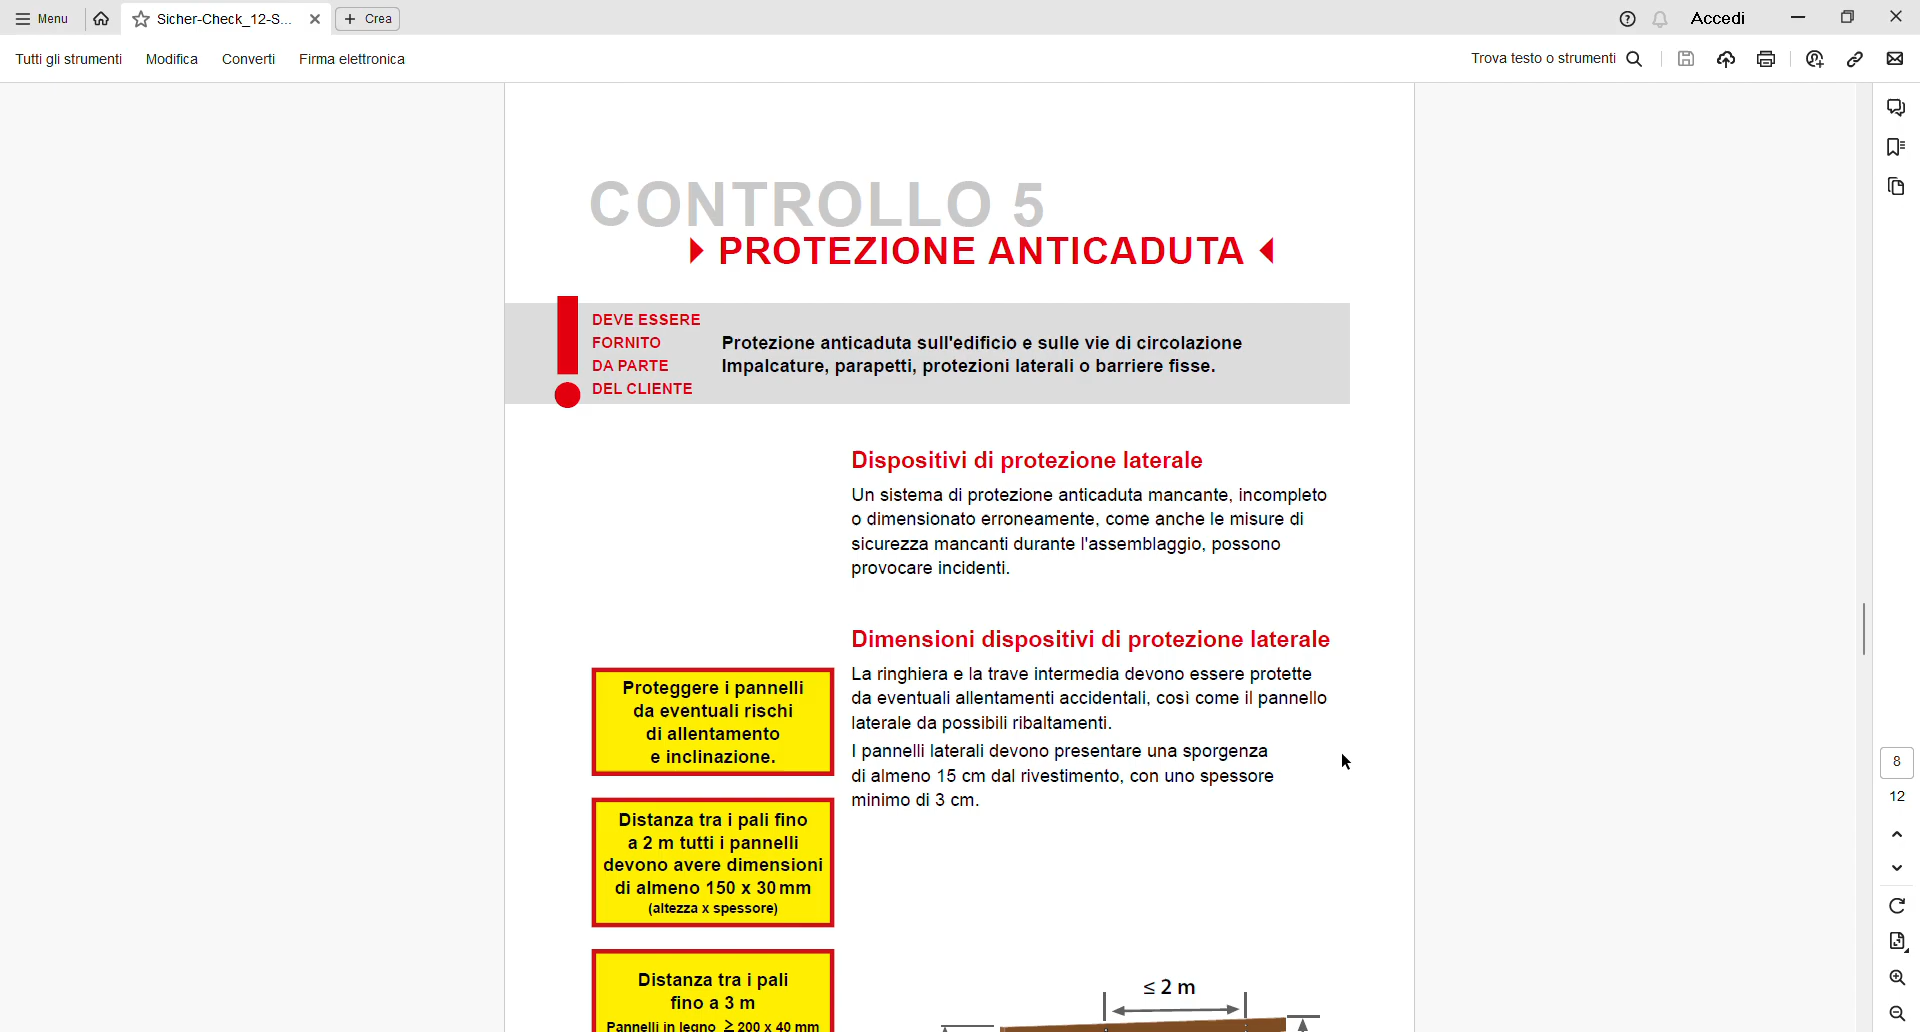 Menu
Sicher-Check_12-S...
Crea
Accedi
Tutti gli strumenti
Modifica
Converti
Firma elettronica
Trova testo o strumenti
CONTROLLO 5
PROTEZIONE ANTICADUTA
DEVE ESSERE
FORNITO
DA PARTE
DEL CLIENTE
Protezione anticaduta sull'edificio e sulle vie di circolazione
Impalcature, parapetti, protezioni laterali o barriere fisse.
Dispositivi di protezione laterale
Un sistema di protezione anticaduta mancante, incompleto
o dimensionato erroneamente, come anche le misure di
sicurezza mancanti durante l'assemblaggio, possono
provocare incidenti.
Dimensioni dispositivi di protezione laterale
La ringhiera e la trave intermedia devono essere protette
da eventuali allentamenti accidentali, così come il pannello
laterale da possibili ribaltamenti.
I pannelli laterali devono presentare una sporgenza
di almeno 15 cm dal rivestimento, con uno spessore
minimo di 3 cm.
Proteggere i pannelli
da eventuali rischi
di allentamento
e inclinazione.
Distanza tra i pali fino
a 2 m tutti i pannelli
devono avere dimensioni
di almeno 150 x 30 mm
(altezza x spessore)
Distanza tra i pali
fino a 3 m
Pannelli in legno ≥ 200 x 40 mm
≤ 2 m
8
12